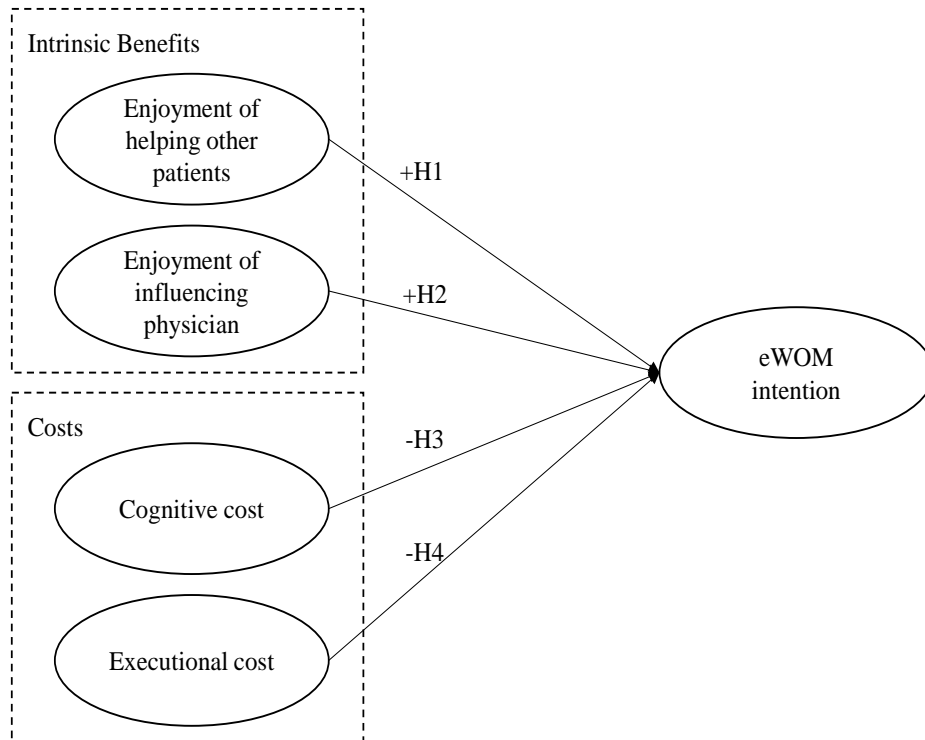 Intrinsic Benefits
Enjoyment of
helping other
patients
+H1
Enjoyment of
influencing
physician
+H2
eWOM
intention
Costs
-H3
Cognitive cost
-H4
Executional cost